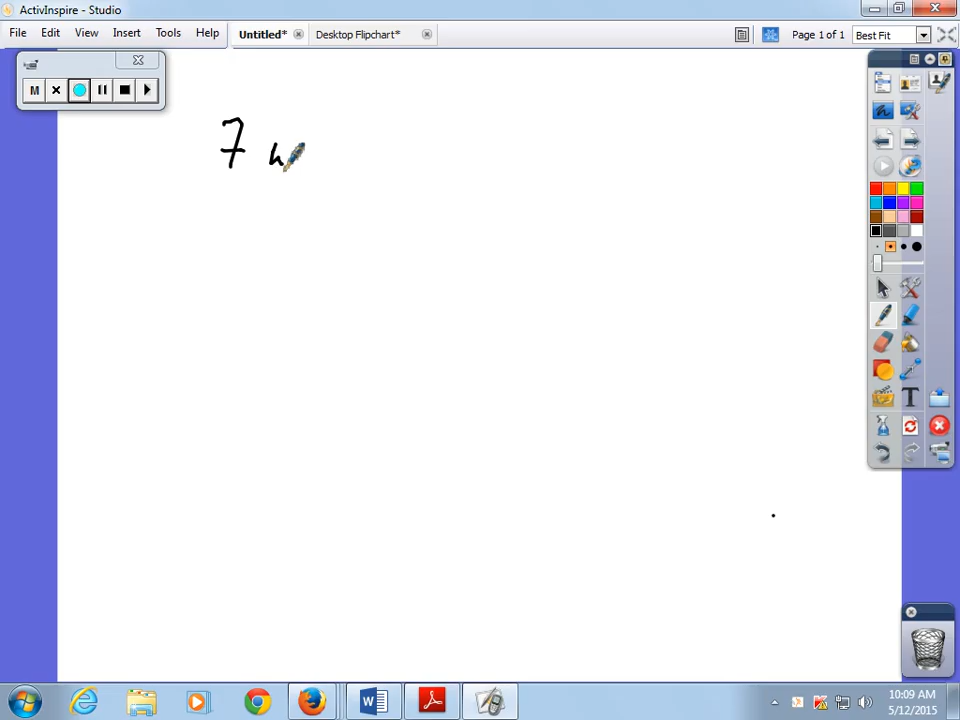 ActivInspire - Studio
File Edit View Insert Tools Help
Untitled* Desktop Flipchart* Page 1 of 1 Best Fit
M
7 h
T
10:09 AM
5/12/2015